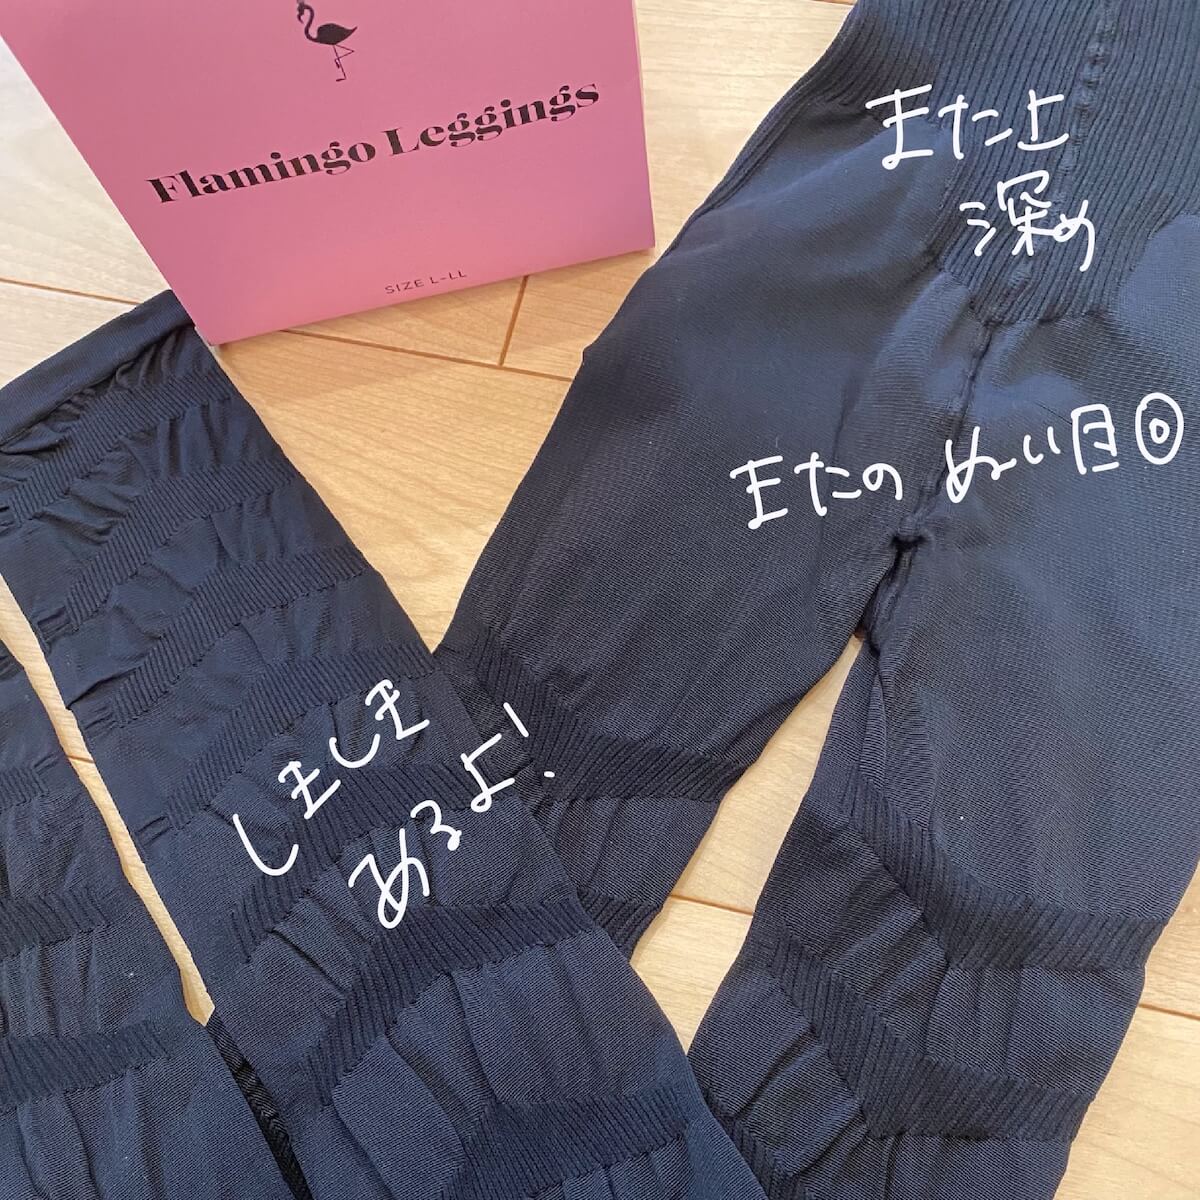 Flamingo Leggings
SIZE L-LL
また上
深め
またの ぬい目◎
しましま
あるよ!